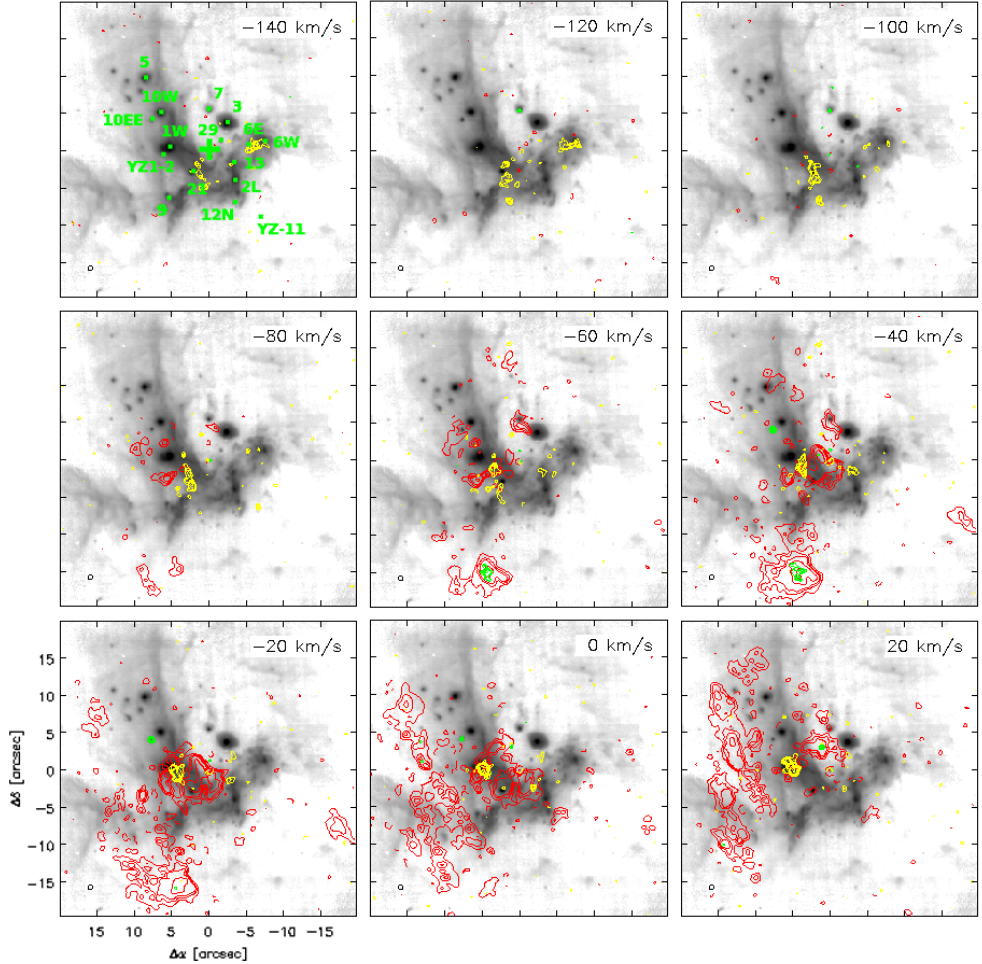 −140 km/s
−120 km/s
−100 km/s
5
10W
7
10EE
3
1W
29
6E
6W
YZ1-2
13
21
2L
9
12N
YZ-11
−80 km/s
−60 km/s
−40 km/s
−20 km/s
0 km/s
20 km/s
15
10
5
0
−5
−10
−15
Δδ [arcsec]
15 10 5 0 −5 −10 −15
Δα [arcsec]